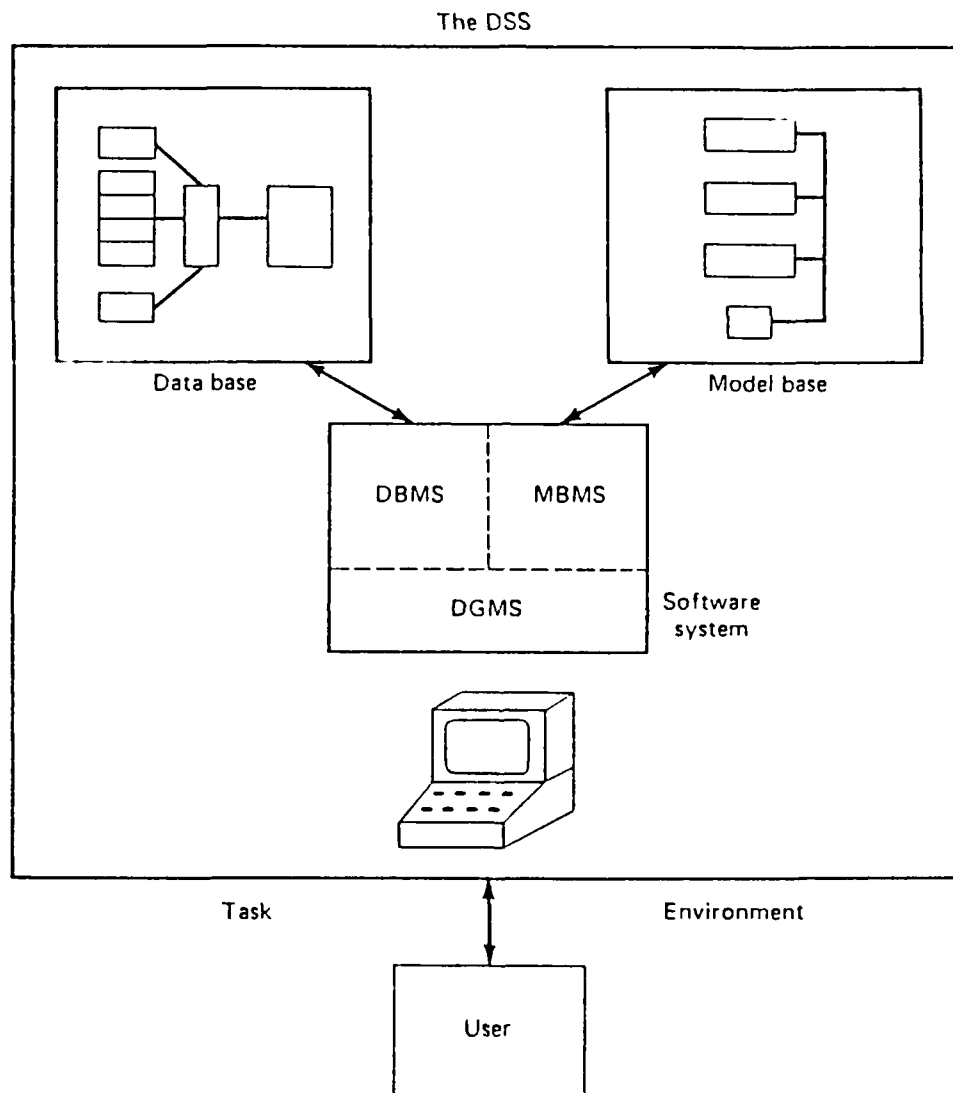 The DSS
Data base
Model base
DBMS
MBMS
DGMS
Software
system
Task
Environment
User